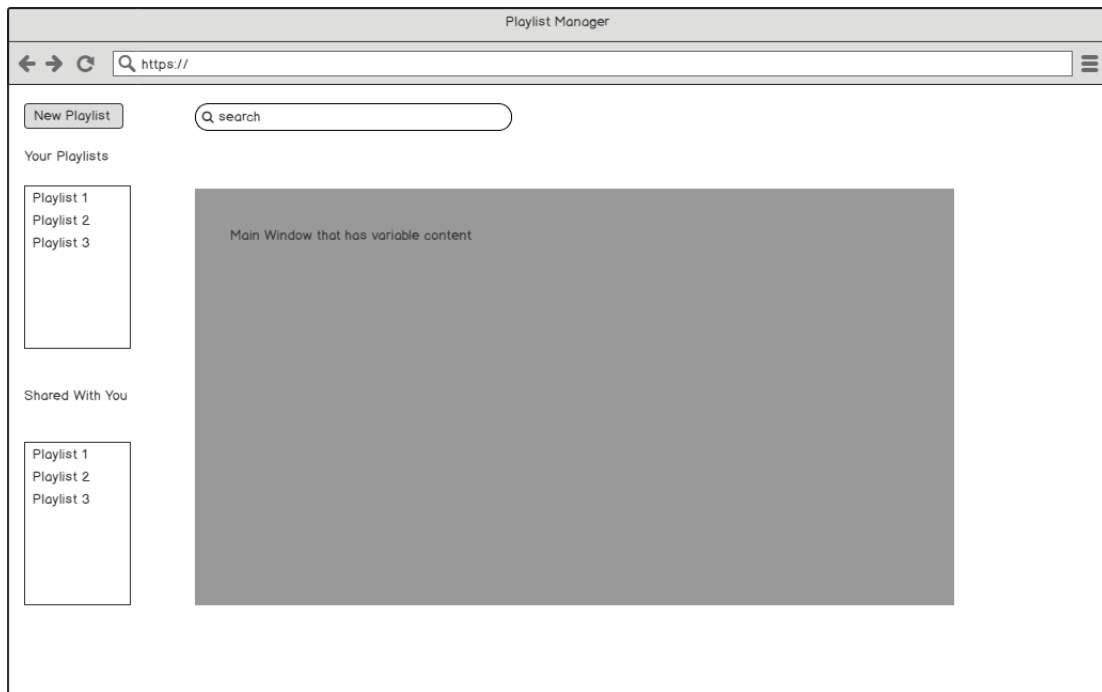 Playlist Manager
https://
New Playlist
search
Your Playlists
Playlist 1
Playlist 2
Playlist 3
Main Window that has variable content
Shared With You
Playlist 1
Playlist 2
Playlist 3